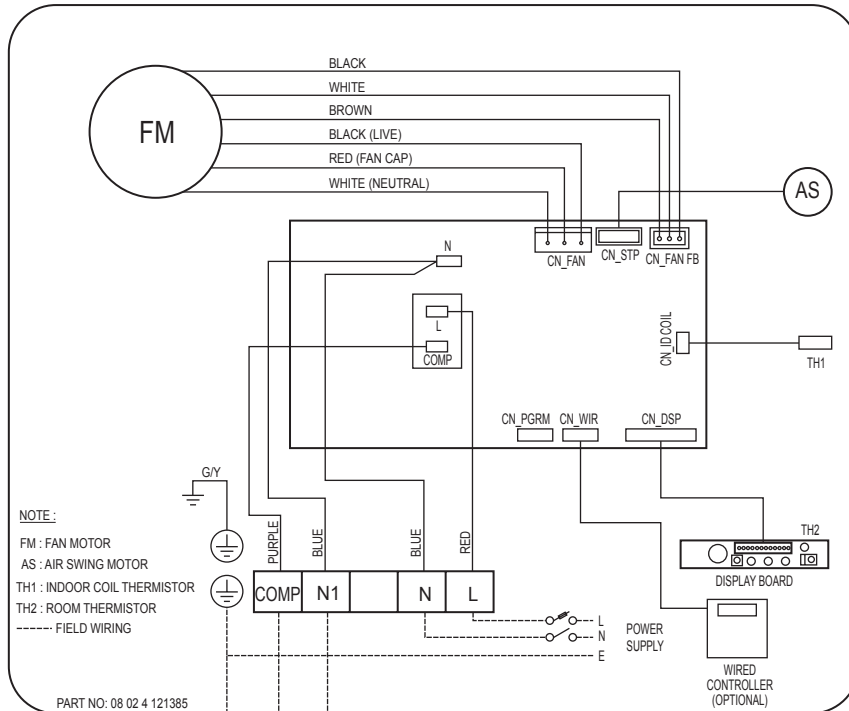 BLACK
WHITE
BROWN
BLACK (LIVE)
RED (FAN CAP)
WHITE (NEUTRAL)
FM
AS
N
CN_FAN
CN_STP
CN_FAN FB
L
COMP
CN_ID COIL
TH1
CN_PGRM
CN_WIR
CN_DSP
G/Y
PURPLE
BLUE
BLUE
RED
NOTE :
FM : FAN MOTOR
AS : AIR SWING MOTOR
TH1 : INDOOR COIL THERMISTOR
TH2 : ROOM THERMISTOR
FIELD WIRING
COMP N1 N L
TH2
DISPLAY BOARD
L
N
E
POWER
SUPPLY
WIRED
CONTROLLER
(OPTIONAL)
PART NO: 08 02 4 121385